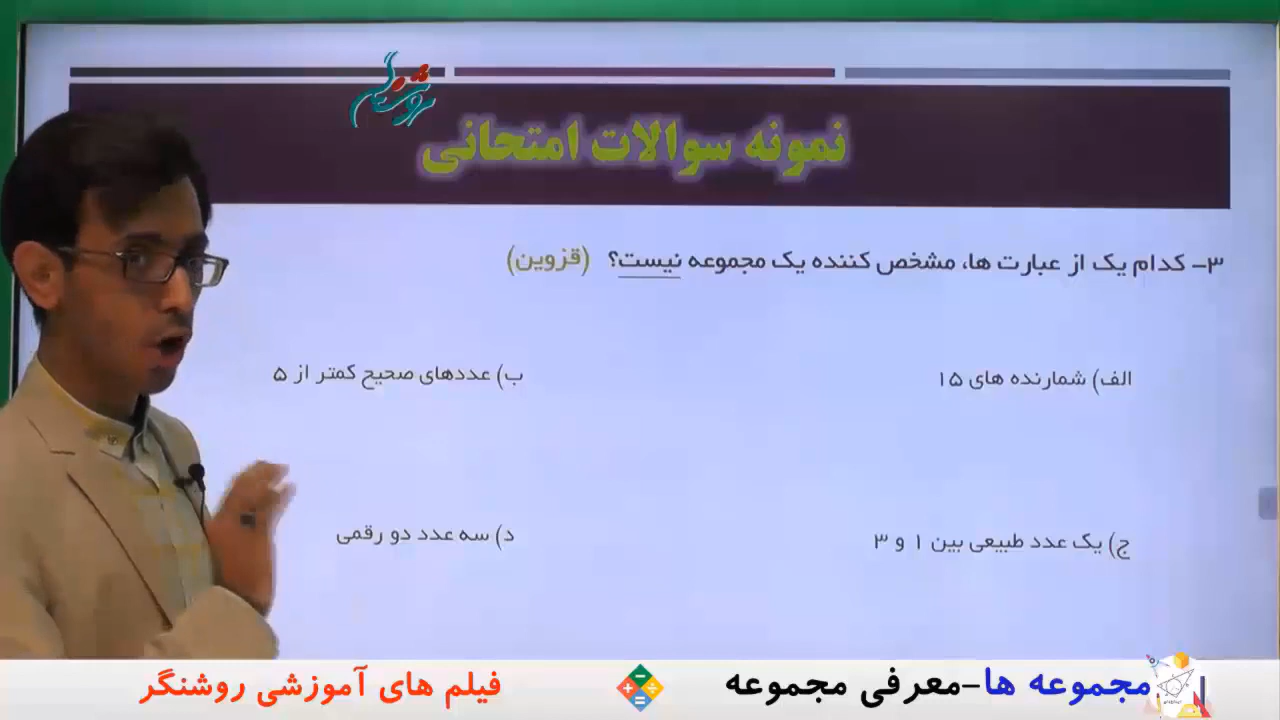 روشنگر
نمونه سوالات امتحانی
۳- کدام یک از عبارت ها، مشخص کننده یک مجموعه نیست؟ (قزوین)
الف) شمارنده های ۱۵
ب) عددهای صحیح کمتر از ۵
ج) یک عدد طبیعی بین ۱ و ۳
د) سه عدد دو رقمی
مجموعه ها-معرفی مجموعه
فیلم های آموزشی روشنگر